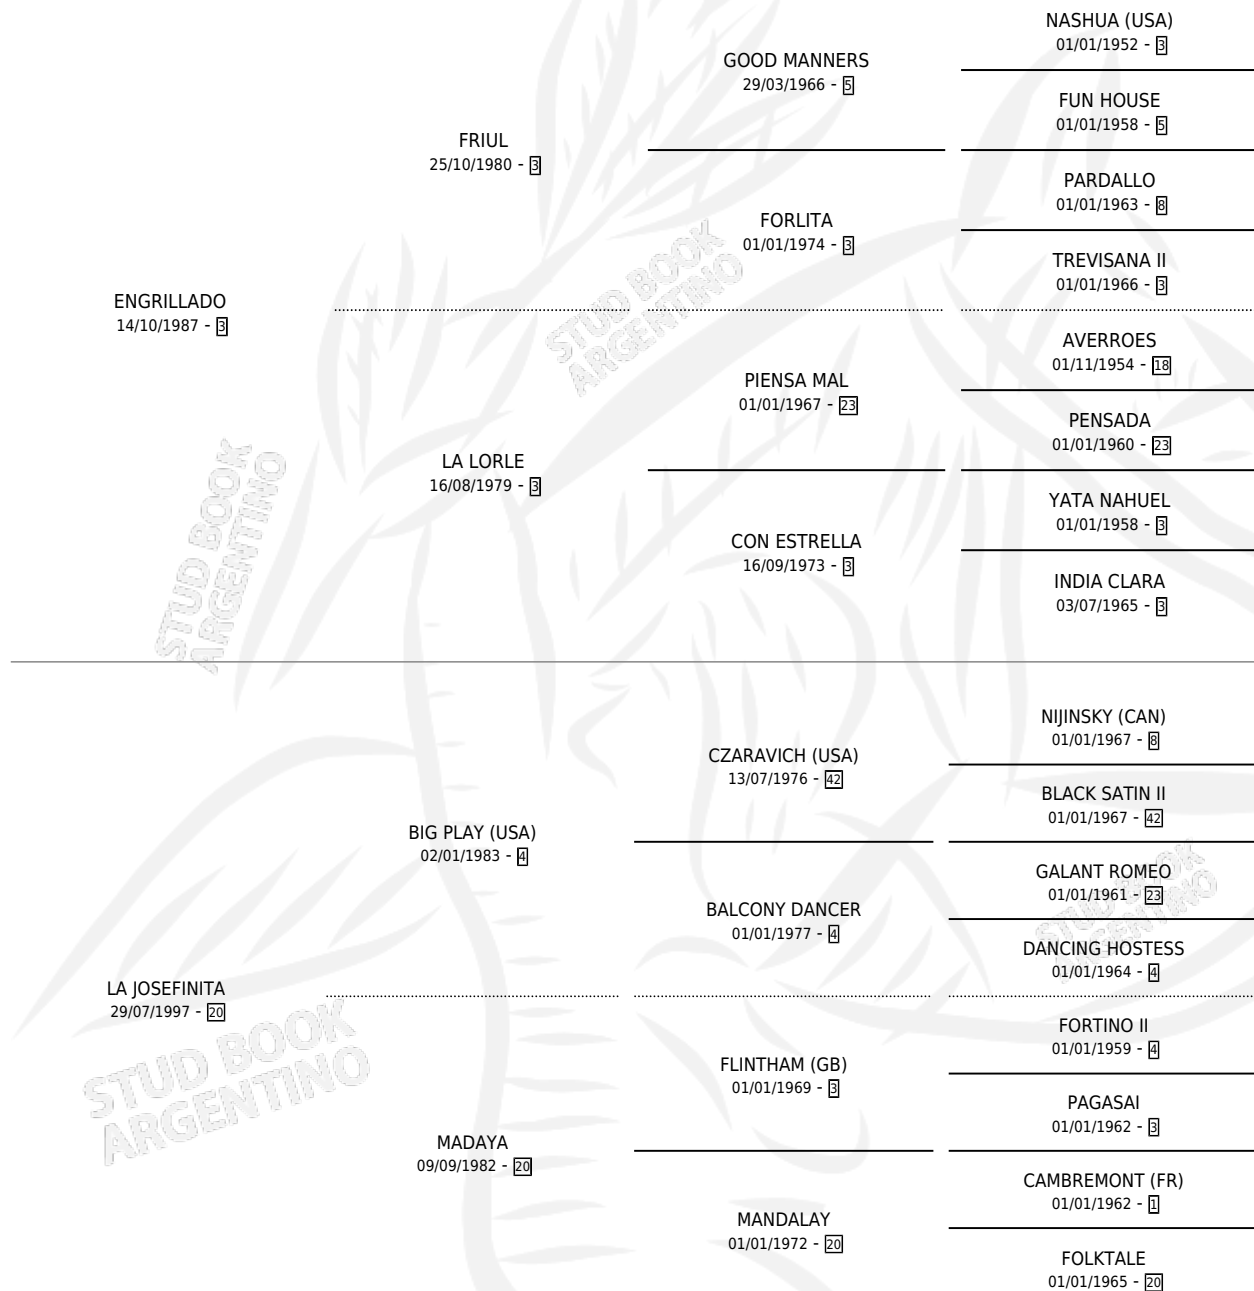 NASHUA (USA)
01/01/1952 - 3
GOOD MANNERS
29/03/1966 - 5
FUN HOUSE
01/01/1958 - 5
FRIUL
25/10/1980 - 3
PARDALLO
01/01/1963 - 8
FORLITA
01/01/1974 - 3
TREVISANA II
01/01/1966 - 3
ENGRILLADO
14/10/1987 - 3
STUD BOOK
ARGENTINO
AVERROES
01/11/1954 - 18
PIENSA MAL
01/01/1967 - 23
PENSADA
01/01/1960 - 23
LA LORLE
16/08/1979 - 3
YATA NAHUEL
01/01/1958 - 3
CON ESTRELLA
16/09/1973 - 3
INDIA CLARA
03/07/1965 - 3
STUD BOOK
ARGENTINO
NIJINSKY (CAN)
01/01/1967 - 8
CZARAVICH (USA)
13/07/1976 - 42
BLACK SATIN II
01/01/1967 - 42
BIG PLAY (USA)
02/01/1983 - 4
GALANT ROMEO
01/01/1961 - 23
STUD BOOK
ARGENTINO
BALCONY DANCER
01/01/1977 - 4
DANCING HOSTESS
01/01/1964 - 4
LA JOSEFINITA
29/07/1997 - 20
STUD BOOK
ARGENTINO
FORTINO II
01/01/1959 - 4
FLINTHAM (GB)
01/01/1969 - 3
PAGASAI
01/01/1962 - 3
MADAYA
09/09/1982 - 20
CAMBREMONT (FR)
01/01/1962 - 1
MANDALAY
01/01/1972 - 20
FOLKTALE
01/01/1965 - 20